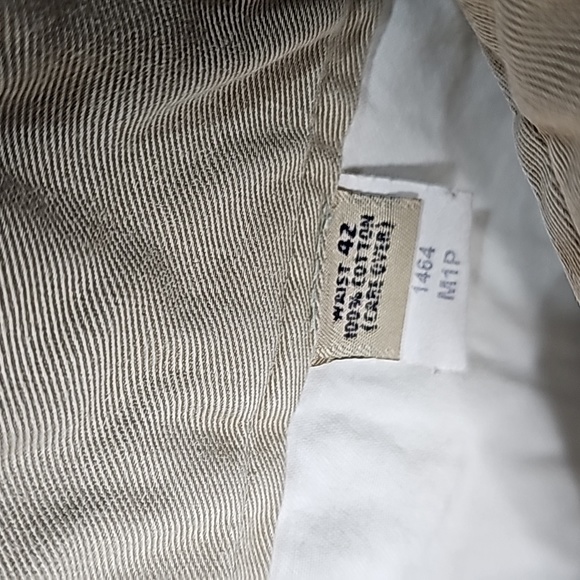 WAIST 42
100% COTTON
(CARE OVER)
1464
M1P